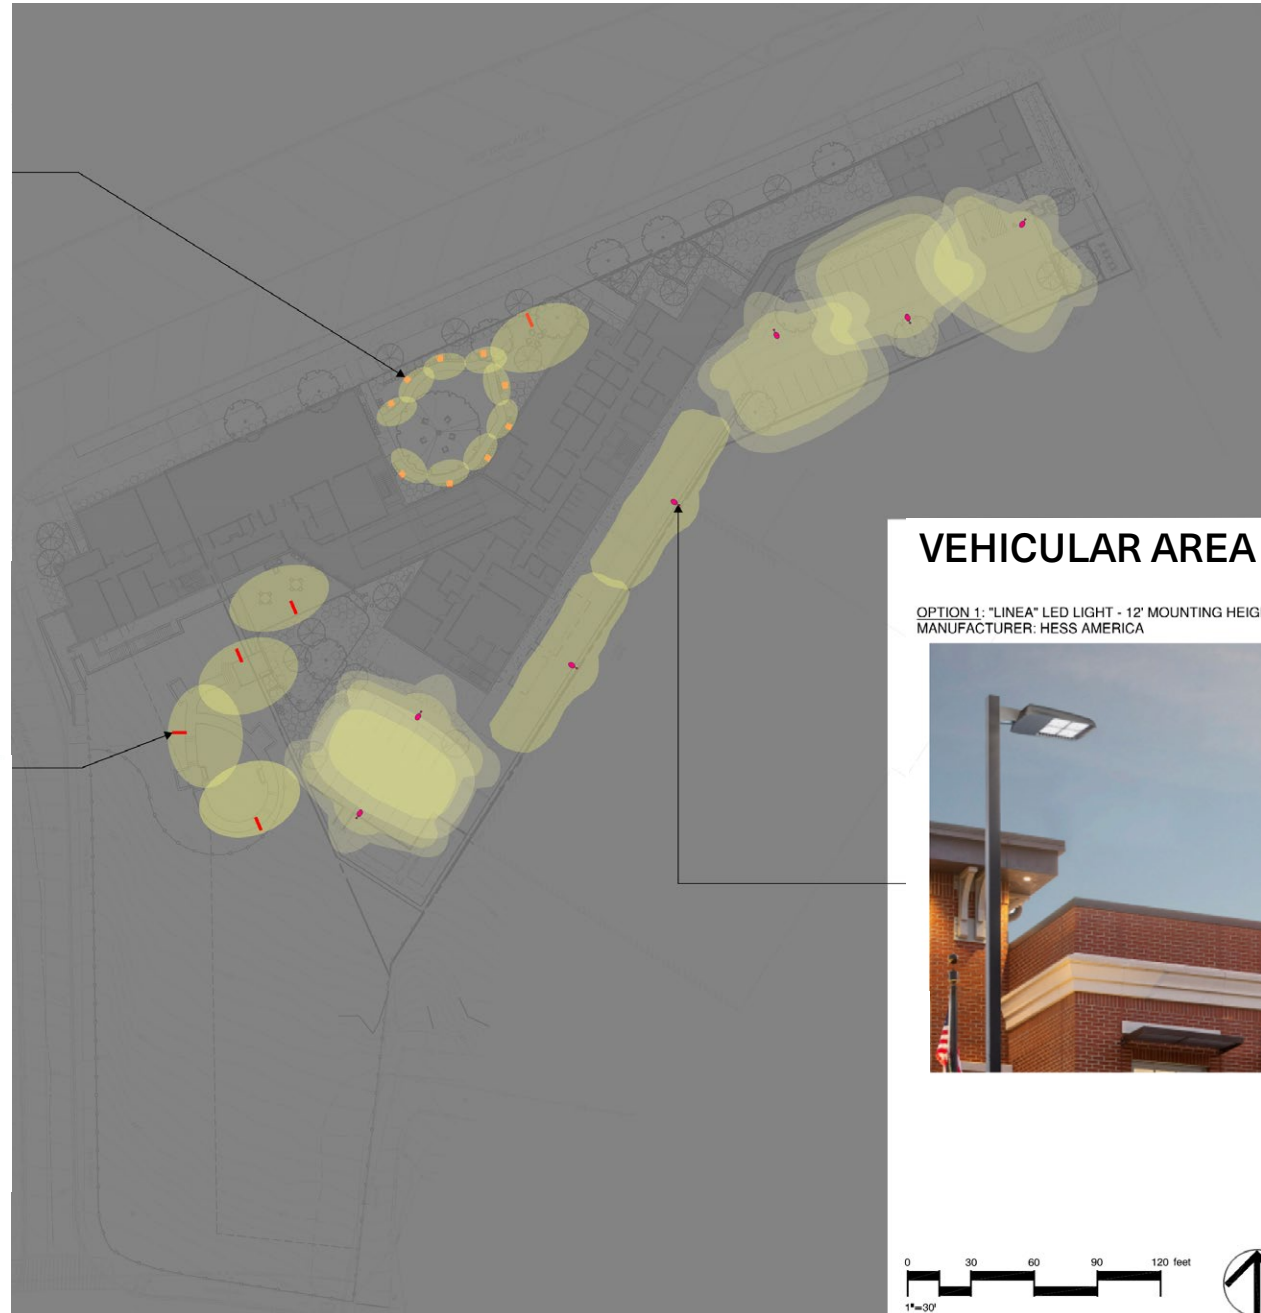 VEHICULAR AREA
OPTION 1: "LINEA" LED LIGHT - 12' MOUNTING HEIG
MANUFACTURER: HESS AMERICA
0 30 60 90 120 feet
1"=30'